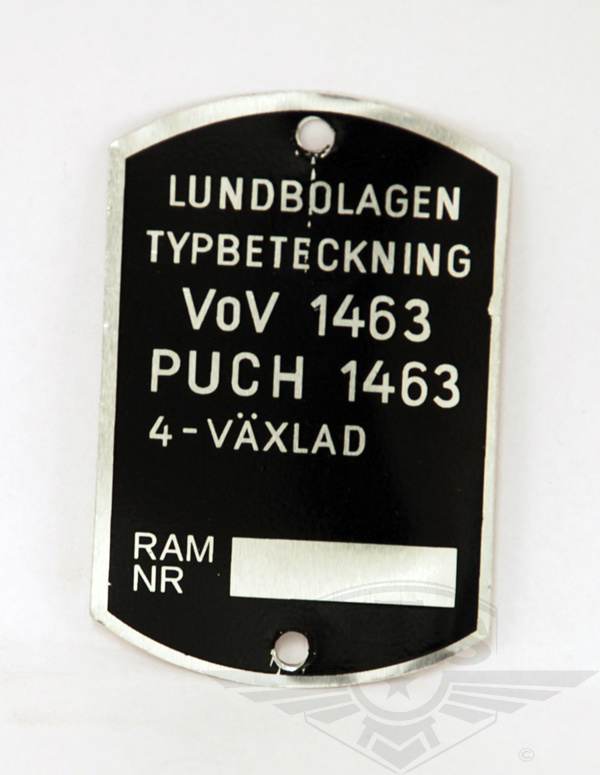 LUNDBOLAGEN
TYPBETECKNING
VoV 1463
PUCH 1463
4-VÄXLAD
RAM
NR
©